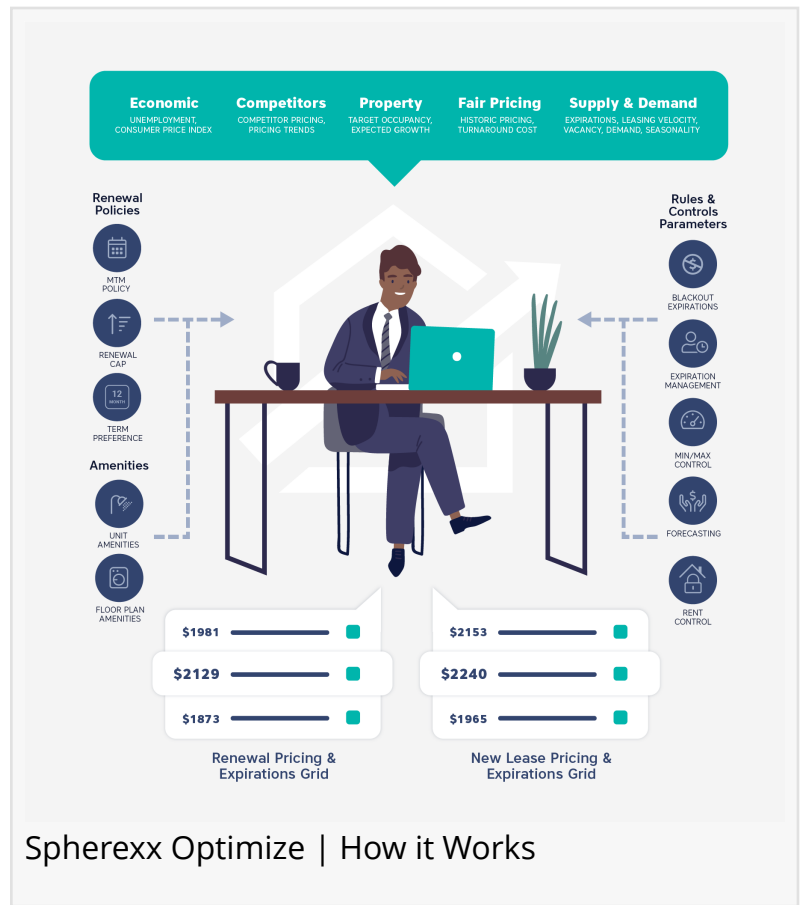 Economic
UNEMPLOYMENT,
CONSUMER PRICE INDEX
Competitors
COMPETITOR PRICING,
PRICING TRENDS
Property
TARGET OCCUPANCY,
EXPECTED GROWTH
Fair Pricing
HISTORIC PRICING,
TURNAROUND COST
Supply & Demand
EXPIRATIONS, LEASING VELOCITY,
VACANCY, DEMAND, SEASONALITY
Renewal
Policies
MTM
POLICY
RENEWAL
CAP
12
MONTH
TERM
PREFERENCE
Amenities
UNIT
AMENITIES
FLOOR PLAN
AMENITIES
Rules &
Controls
Parameters
BLACKOUT
EXPIRATIONS
EXPIRATION
MANAGEMENT
MIN/MAX
CONTROL
$
FORECASTING
RENT
CONTROL
$1981
$2129
$1873
Renewal Pricing &
Expirations Grid
$2153
$2240
$1965
New Lease Pricing &
Expirations Grid
Spherexx Optimize | How it Works